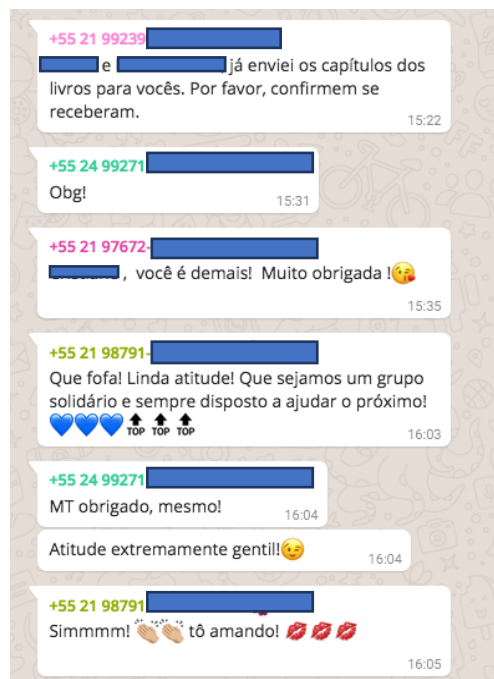 +55 21 99239
e , já enviei os capítulos dos
livros para vocês. Por favor, confirmem se
receberam.
15:22
+55 24 99271
Obg!
15:31
+55 21 97672-
, você é demais! Muito obrigada !😘
15:35
+55 21 98791-
Que fofa! Linda atitude! Que sejamos um grupo
solidário e sempre disposto a ajudar o próximo!
💙💙💙🔝🔝🔝
16:03
+55 24 99271
MT obrigado, mesmo!
16:04
Atitude extremamente gentil!😉
16:04
+55 21 98791
Simmmm! 👏🏼👏🏼 tô amando! 💋💋💋
16:05